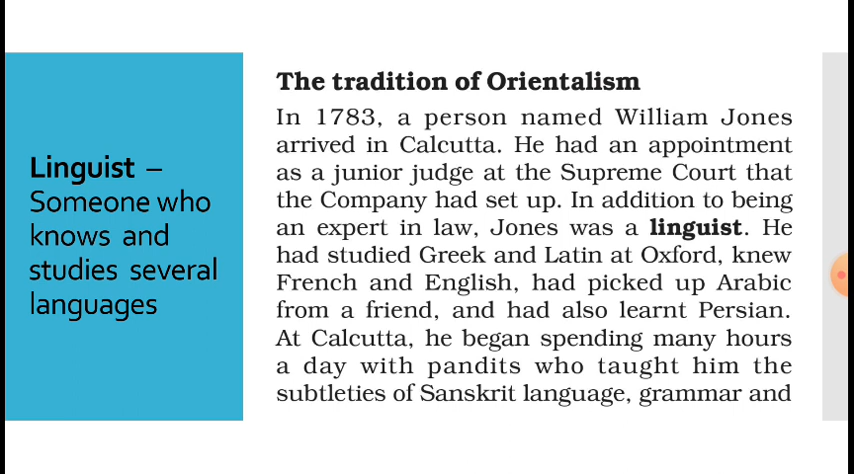 Linguist –
Someone who
knows and
studies several
languages
The tradition of Orientalism
In 1783, a person named William Jones
arrived in Calcutta. He had an appointment
as a junior judge at the Supreme Court that
the Company had set up. In addition to being
an expert in law, Jones was a linguist. He
had studied Greek and Latin at Oxford, knew
French and English, had picked up Arabic
from a friend, and had also learnt Persian.
At Calcutta, he began spending many hours
a day with pandits who taught him the
subtleties of Sanskrit language, grammar and